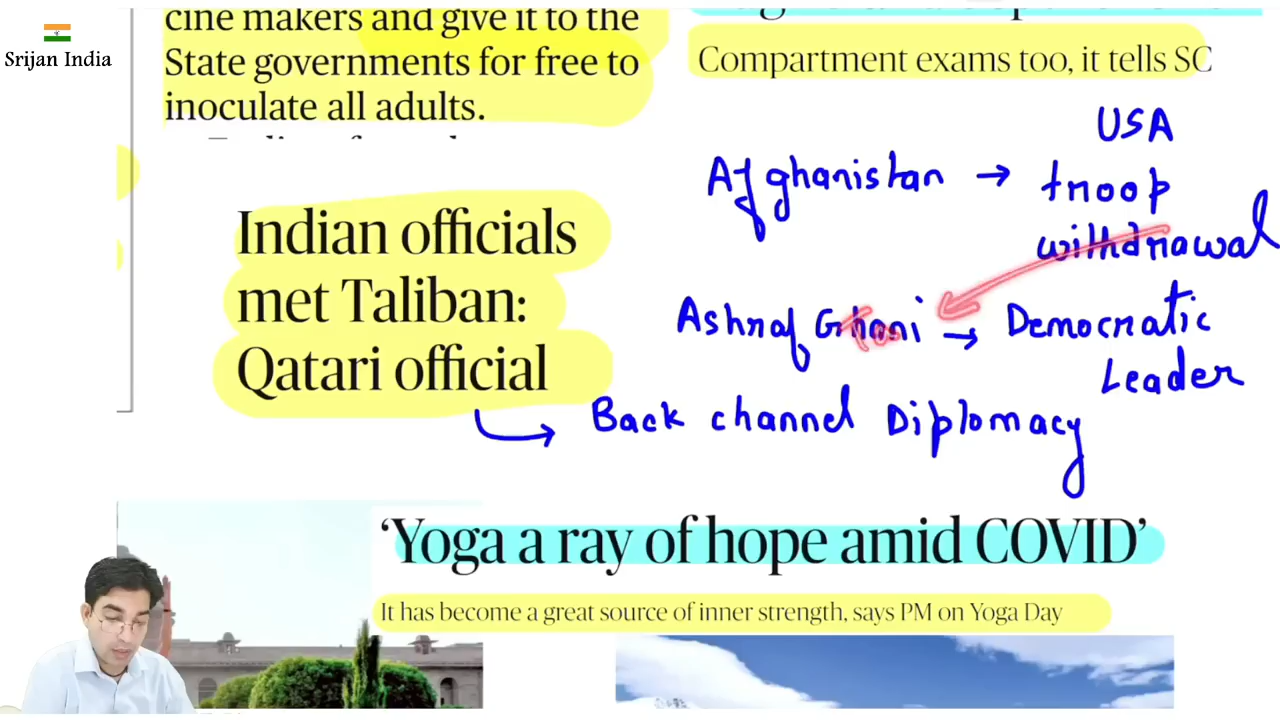 Srijan India
cine makers and give it to the
State governments for free to
inoculate all adults.
Compartment exams too, it tells SC
USA
Afghanistan → troop
withdrawal
Indian officials
met Taliban:
Qatari official
Ashraf Ghani → Democratic
Leader
Back channel Diplomacy
‘Yoga a ray of hope amid COVID’
It has become a great source of inner strength, says PM on Yoga Day